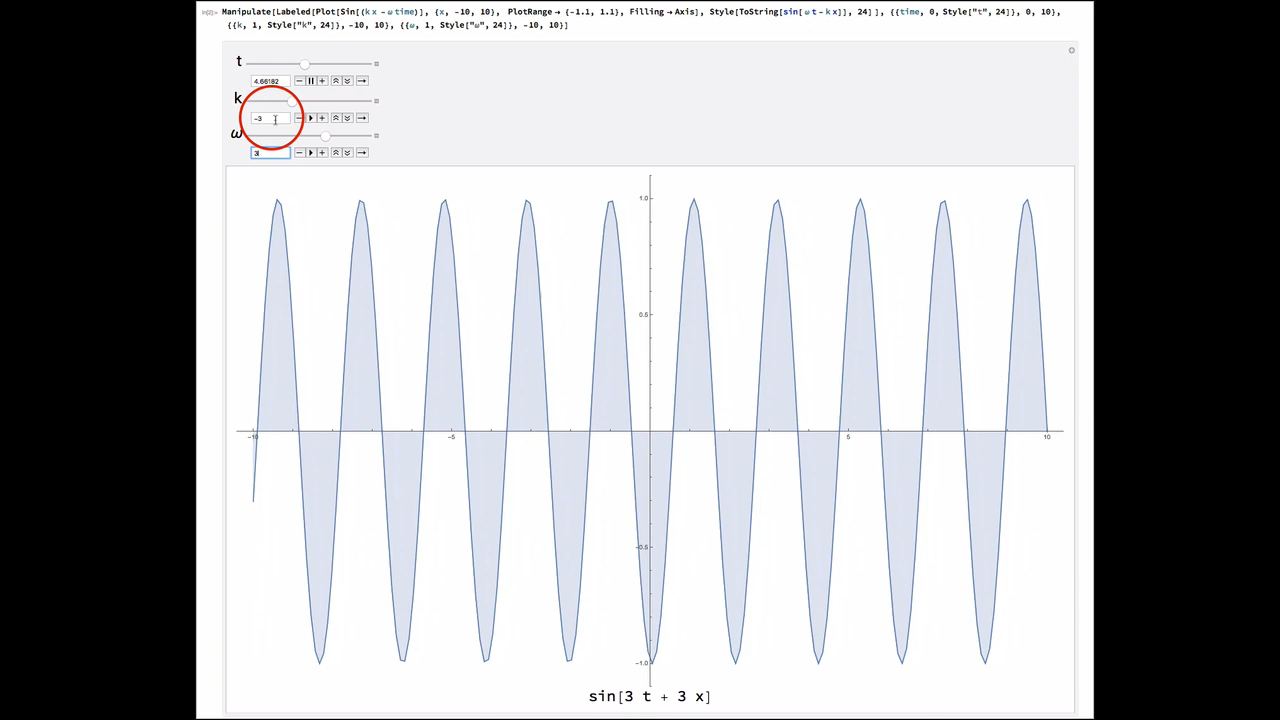 In[2]:= Manipulate[Labeled[Plot[Sin[(k x - ω time)], {x, -10, 10}, PlotRange → {-1.1, 1.1}, Filling → Axis], Style[ToString[sin[ω t - k x]], 24]], {{time, 0, Style["t", 24]}, 0, 10},
{{k, 1, Style["k", 24]}, -10, 10}, {{ω, 1, Style["ω", 24]}, -10, 10}]
t
4.66182
k
-3
ω
3
1.0
0.5
-10 -5 5 10
-0.5
-1.0
sin[3 t + 3 x]